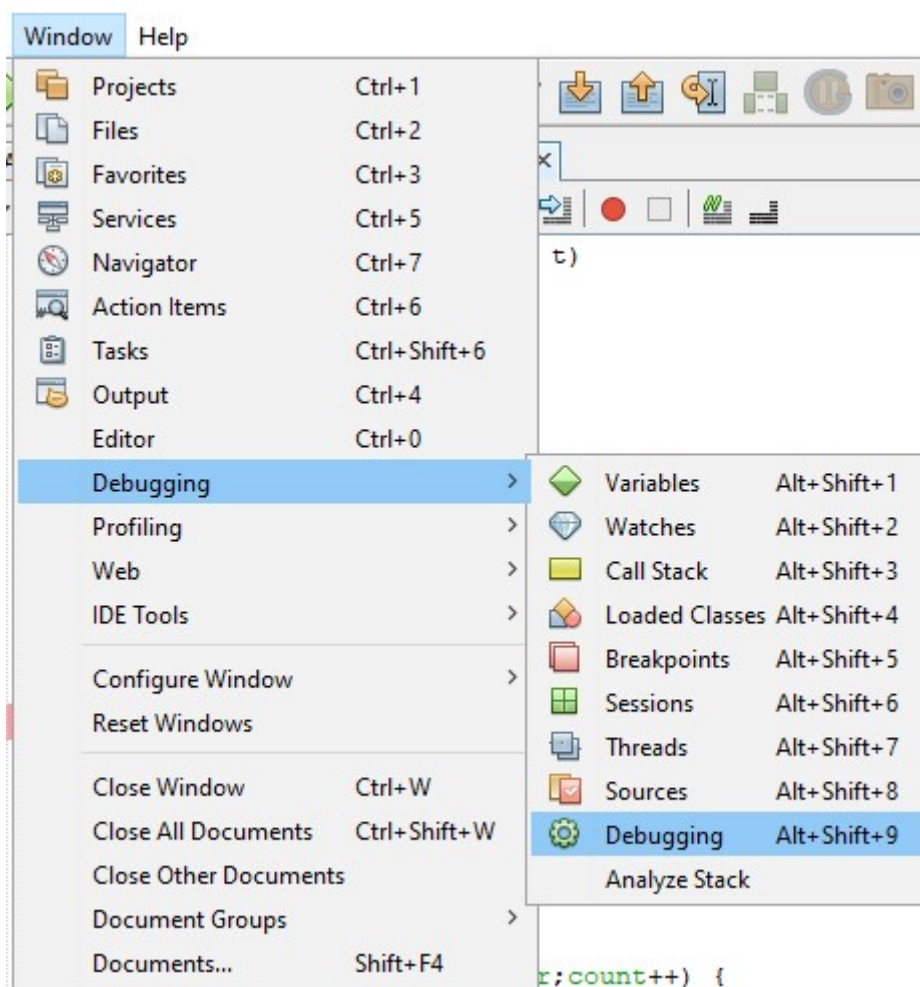 Window Help
Projects Ctrl+1
Files Ctrl+2
Favorites Ctrl+3
Services Ctrl+5
Navigator Ctrl+7
t)
Action Items Ctrl+6
Tasks Ctrl+Shift+6
Output Ctrl+4
Editor Ctrl+0
Debugging >
Profiling >
Web >
IDE Tools >
Configure Window >
Reset Windows
Close Window Ctrl+W
Close All Documents Ctrl+Shift+W
Close Other Documents
Document Groups >
Documents... Shift+F4
Variables Alt+Shift+1
Watches Alt+Shift+2
Call Stack Alt+Shift+3
Loaded Classes Alt+Shift+4
Breakpoints Alt+Shift+5
Sessions Alt+Shift+6
Threads Alt+Shift+7
Sources Alt+Shift+8
Debugging Alt+Shift+9
Analyze Stack
r;count++) {